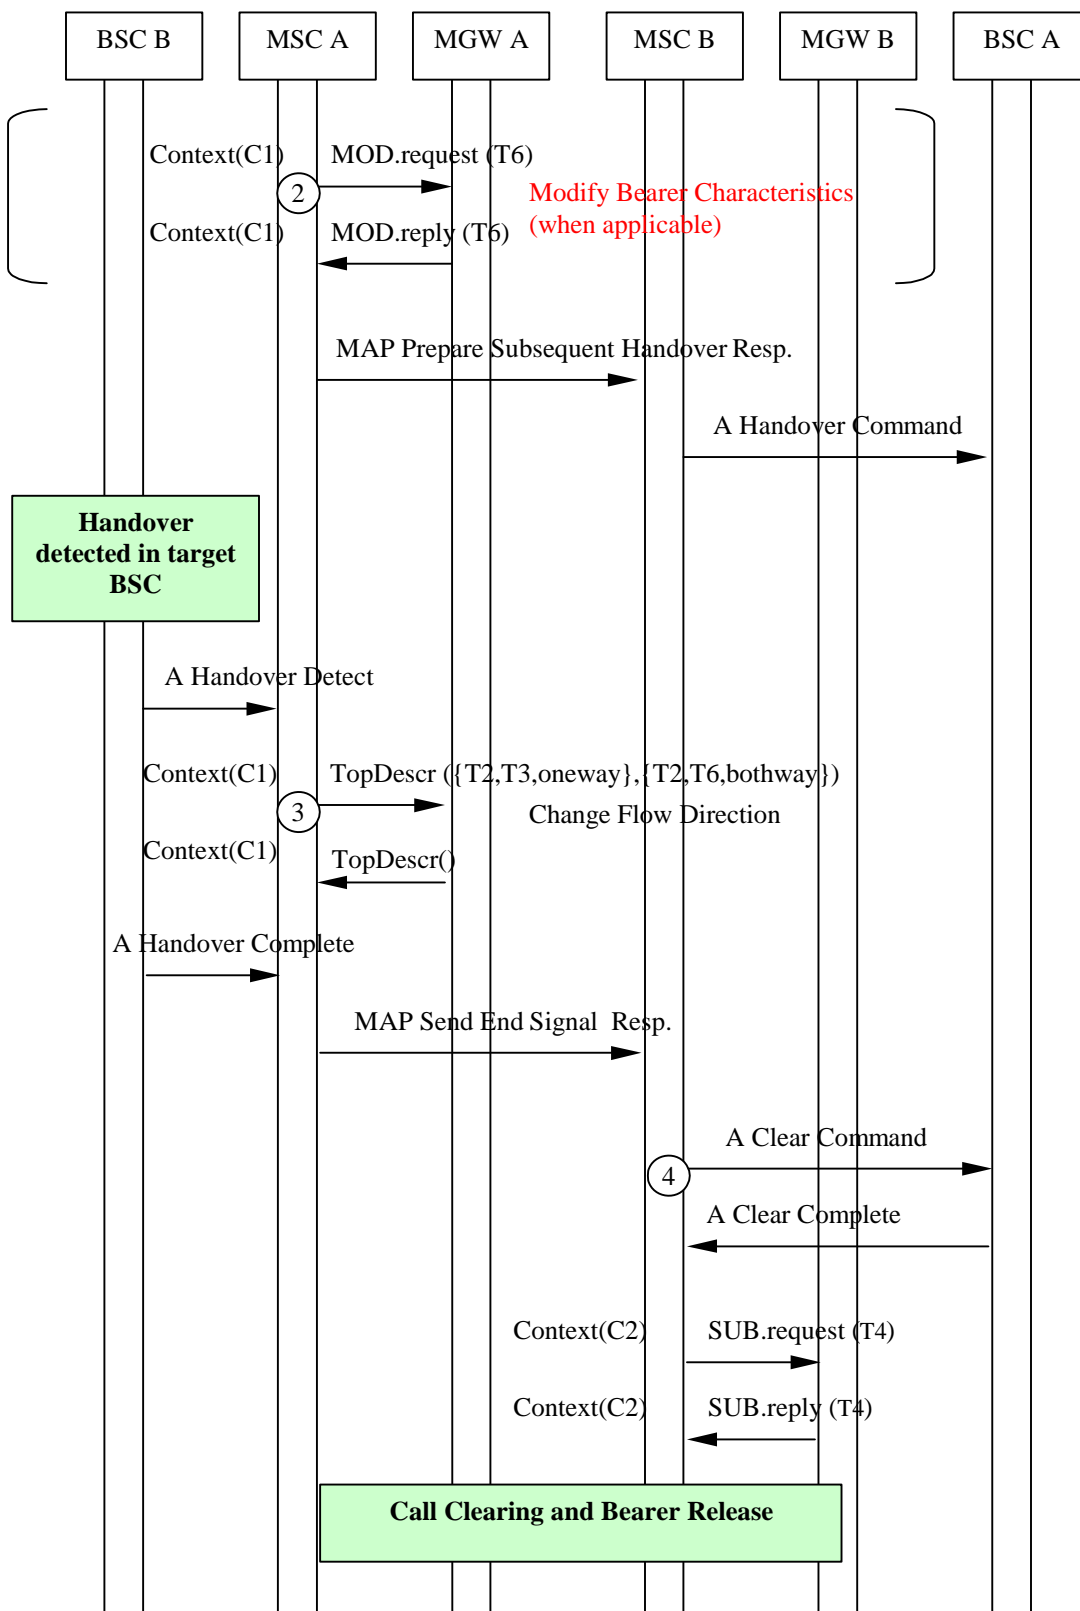 BSC B MSC A MGW A MSC B MGW B BSC A
Context(C1) MOD.request (T6)
2
Modify Bearer Characteristics
(when applicable)
Context(C1) MOD.reply (T6)
MAP Prepare Subsequent Handover Resp.
A Handover Command
Handover
detected in target
BSC
A Handover Detect
Context(C1) TopDescr ({T2,T3,oneway},{T2,T6,bothway})
3
Change Flow Direction
Context(C1) TopDescr()
A Handover Complete
MAP Send End Signal Resp.
A Clear Command
4
A Clear Complete
Context(C2) SUB.request (T4)
Context(C2) SUB.reply (T4)
Call Clearing and Bearer Release